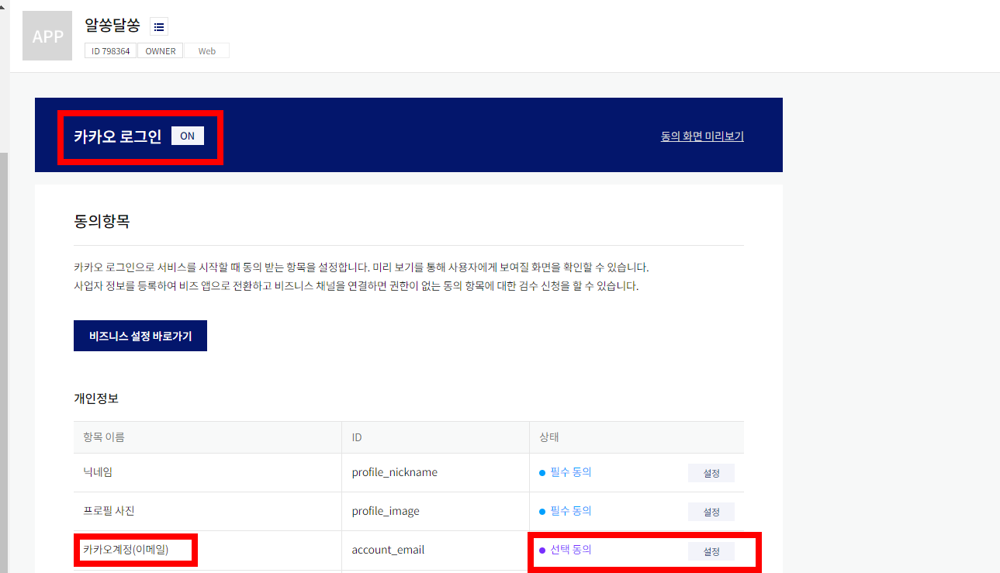 APP
알쏭달쏭
ID 798364 OWNER Web
카카오 로그인 ON
동의 화면 미리보기
동의항목
카카오 로그인으로 서비스를 시작할 때 동의 받는 항목을 설정합니다. 미리 보기를 통해 사용자에게 보여질 화면을 확인할 수 있습니다.
사업자 정보를 등록하여 비즈 앱으로 전환하고 비즈니스 채널을 연결하면 권한이 없는 동의 항목에 대한 검수 신청을 할 수 있습니다.
비즈니스 설정 바로가기
개인정보
항목 이름 ID 상태
닉네임 profile_nickname 필수 동의 설정
프로필 사진 profile_image 필수 동의 설정
카카오계정(이메일) account_email 선택 동의 설정